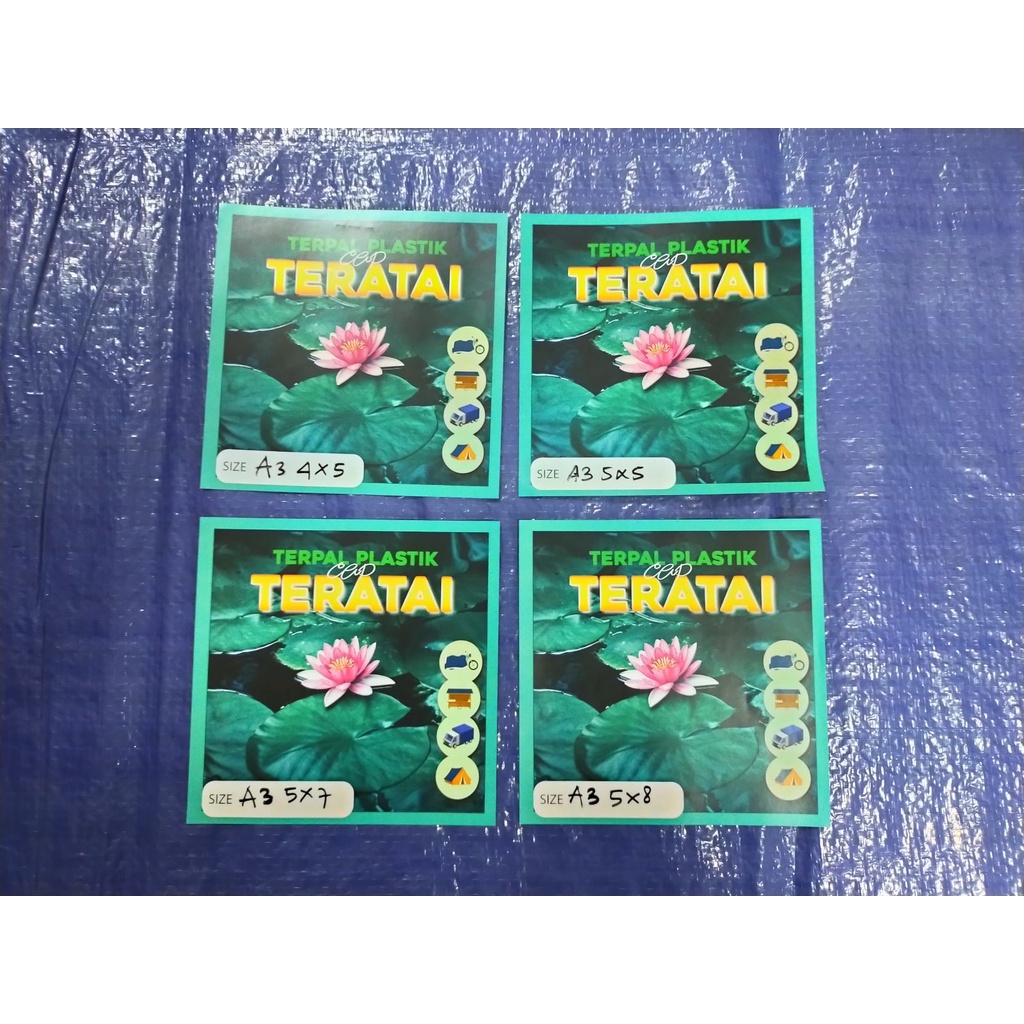 TERPAL PLASTIK
Cap
TERATAI
SIZE A3 4x5
TERPAL PLASTIK
Cap
TERATAI
SIZE A3 5x5
TERPAL PLASTIK
Cap
TERATAI
SIZE A3 5x7
TERPAL PLASTIK
Cap
TERATAI
SIZE A3 5x8